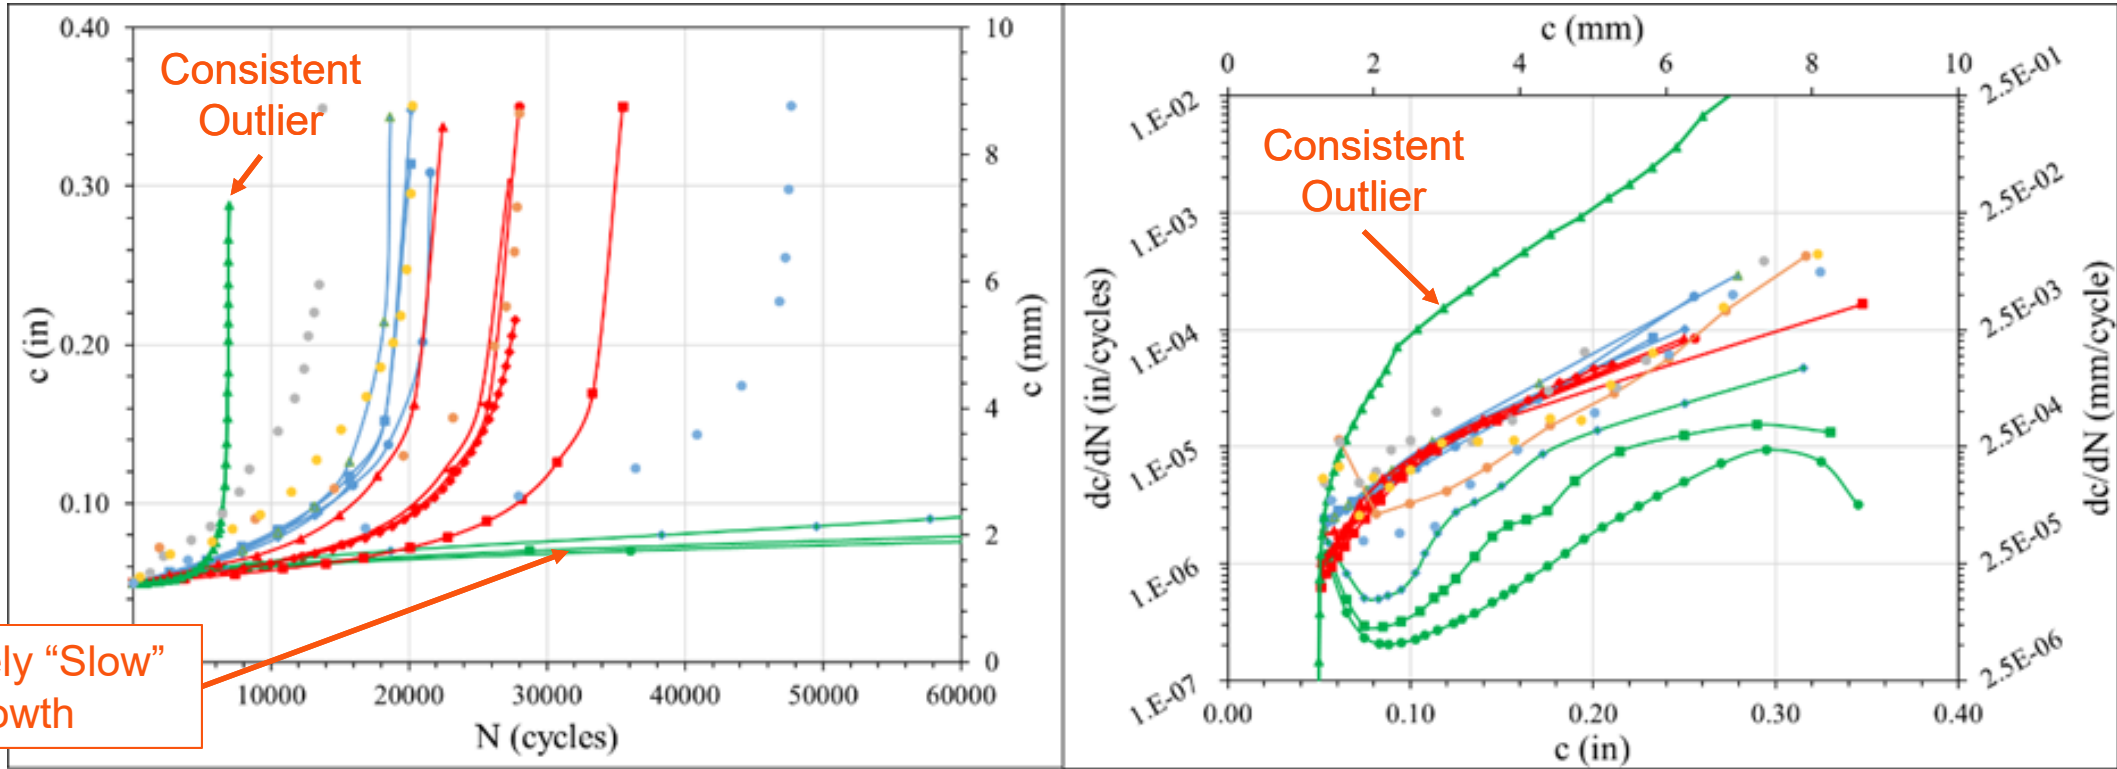 0.40
0.30
0.20
0.10
c (in)
Consistent
Outlier
10
8
6
4
2
0
c (mm)
10000
20000
30000
40000
50000
60000
N (cycles)
ely “Slow”
owth
c (mm)
0
2
4
6
8
10
1.E-02
1.E-03
1.E-04
1.E-05
1.E-06
1.E-07
dc/dN (in/cycles)
Consistent
Outlier
2.5E-01
2.5E-02
2.5E-03
2.5E-04
2.5E-05
2.5E-06
dc/dN (mm/cycle)
0.00
0.10
0.20
0.30
0.40
c (in)